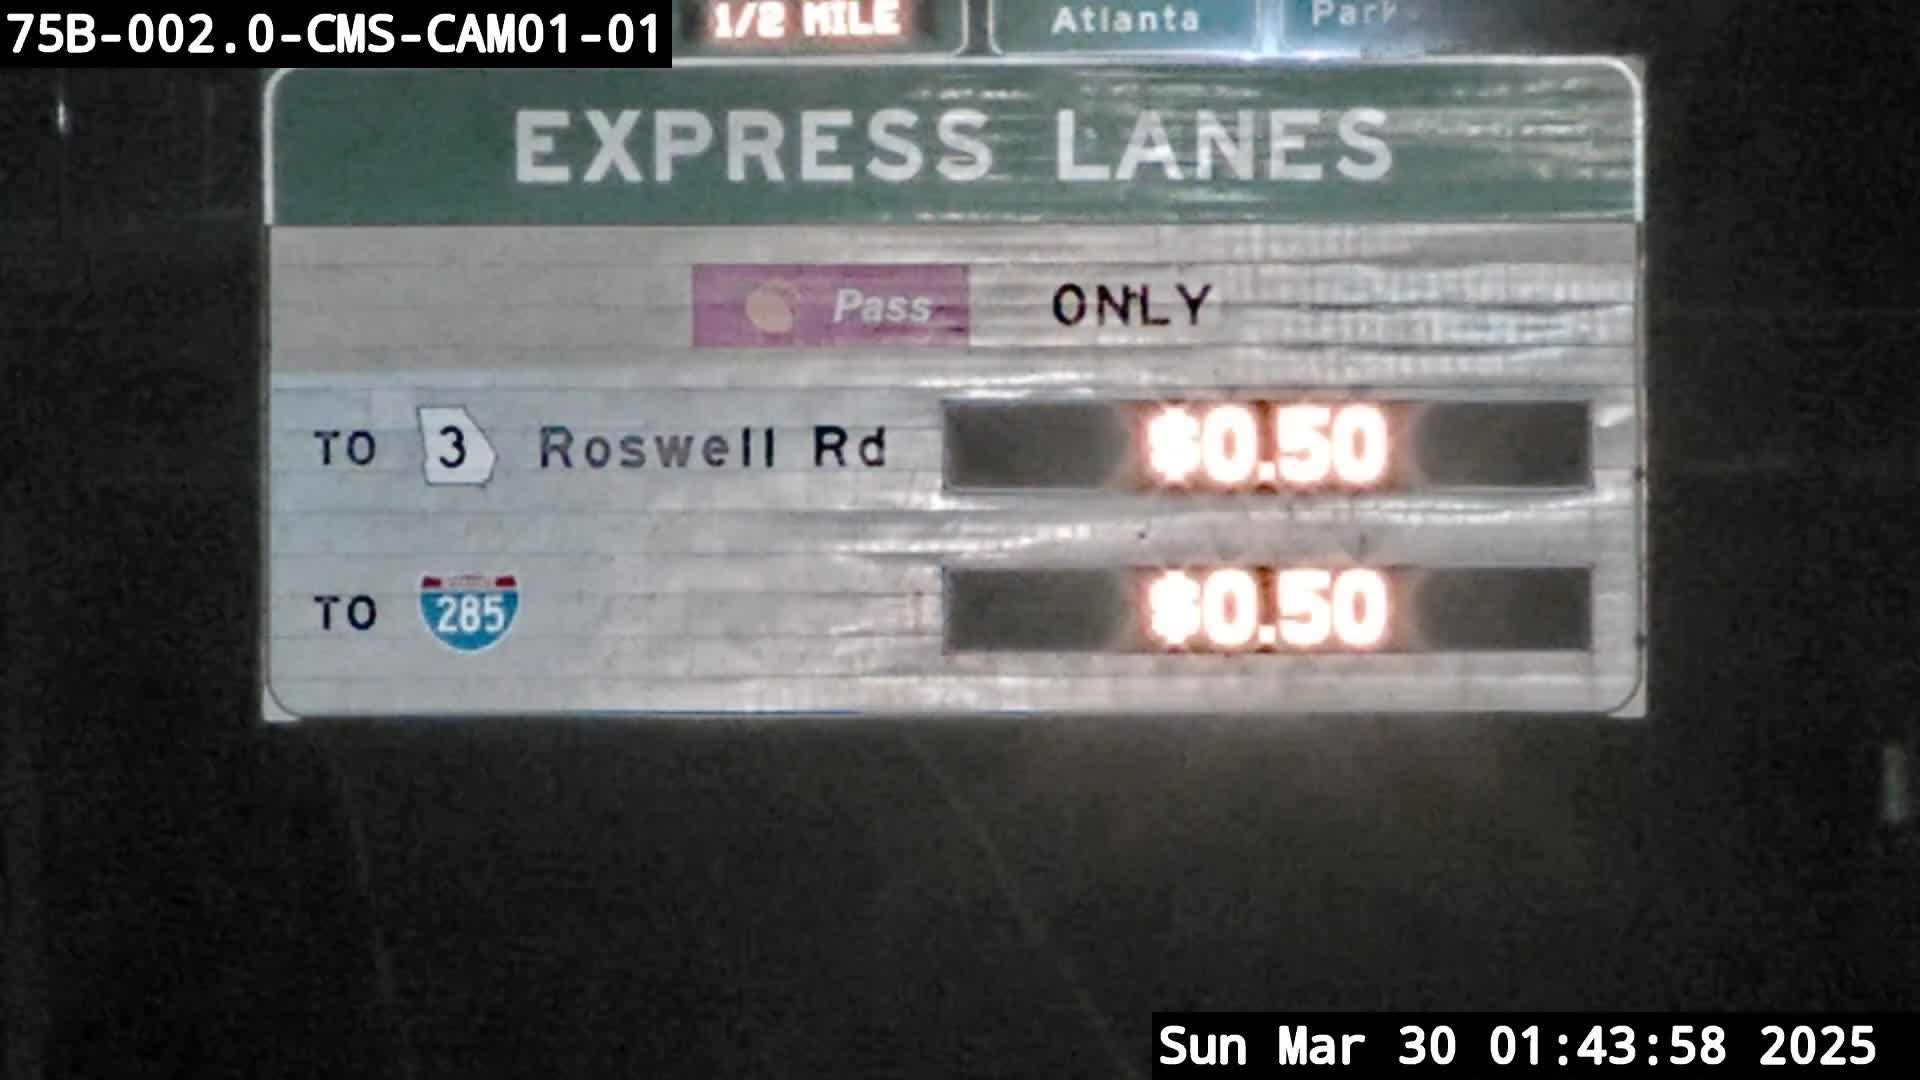 75B-002.0-CMS-CAM01-01
1/2 MILE
Atlanta
Park
EXPRESS LANES
Pass ONLY
TO 3 Roswell Rd $0.50
TO 285 $0.50
Sun Mar 30 01:43:58 2025